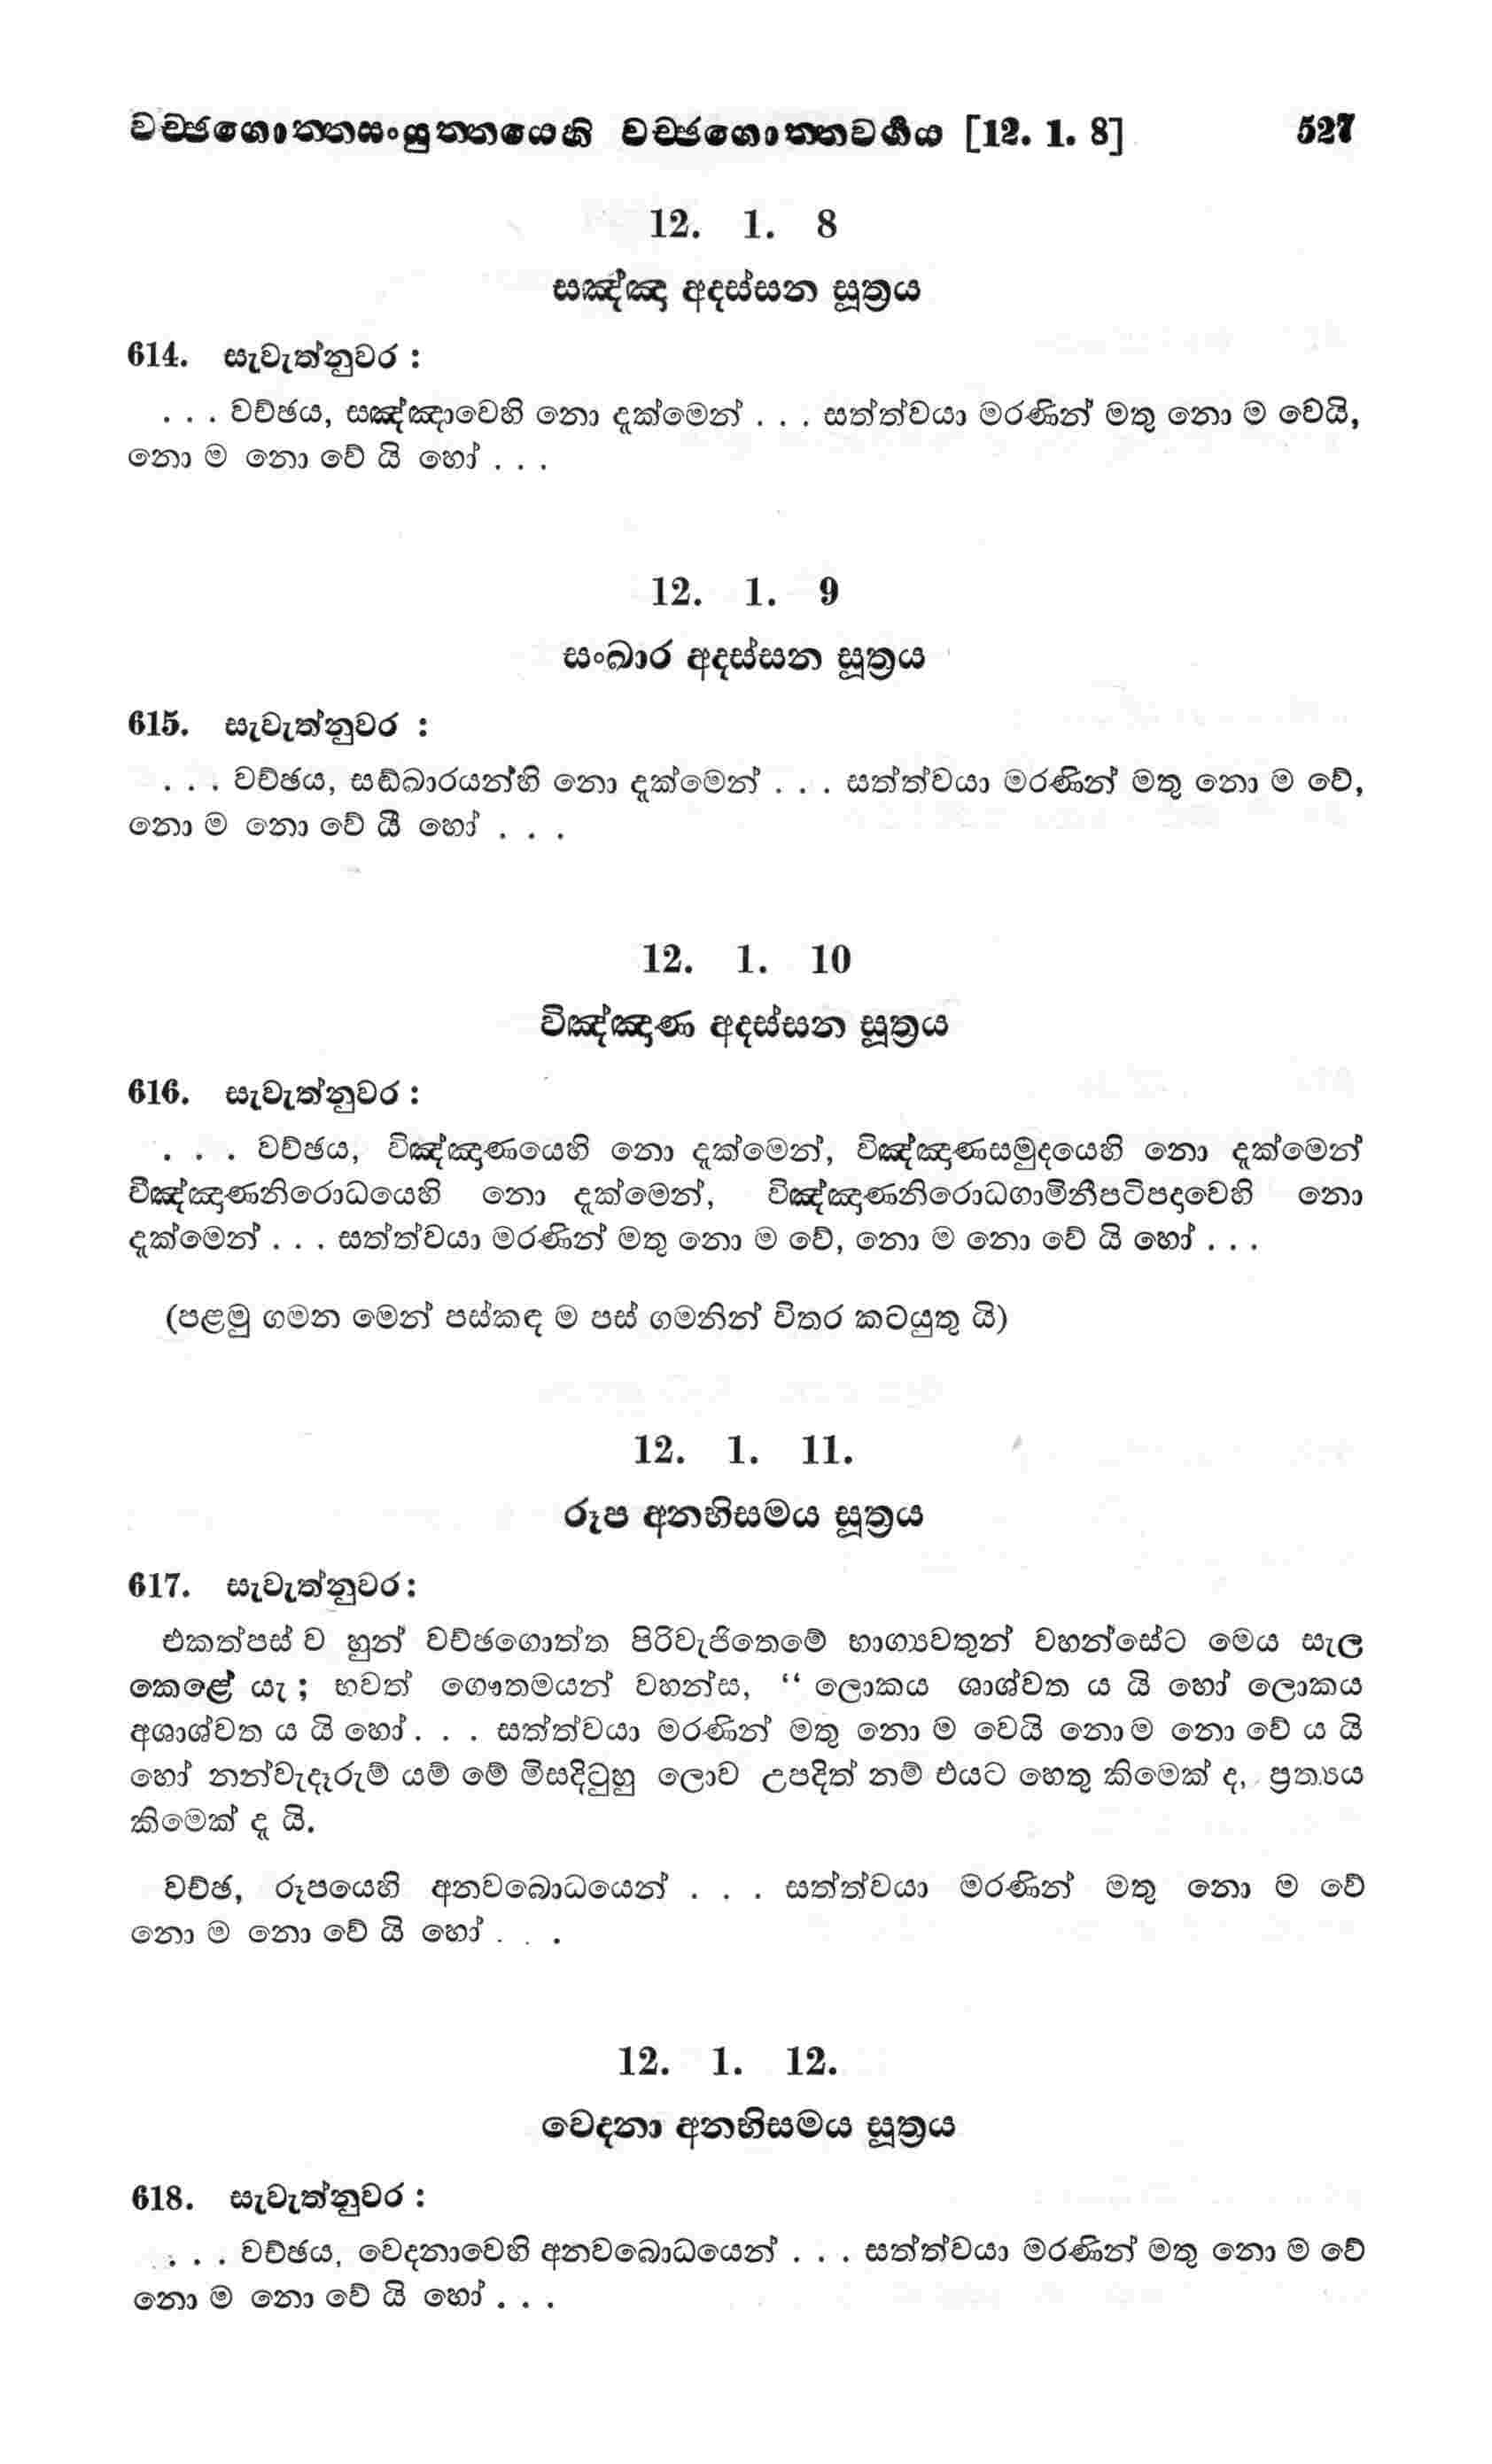 වච්ඡගොත්තසංයුත්තයෙහි වච්ඡගොත්තවර්ගය [12. 1. 8] 527
12. 1. 8
සඤ්ඤා අදස්සන සූත්‍රය
614. සැවැත්නුවර :
. . . වච්ඡය, සඤ්ඤාවෙහි නො දැක්මෙන් . . . සත්ත්වයා මරණින් මතු නො ම වෙයි,
නො ම නො වේ යි හෝ . . .
12. 1. 9
සංඛාර අදස්සන සූත්‍රය
615. සැවැත්නුවර :
. . . වච්ඡය, සඞ්ඛාරයන්හි නො දැක්මෙන් . . . සත්ත්වයා මරණින් මතු නො ම වේ,
නො ම නො වේ යී හෝ . . .
12. 1. 10
විඤ්ඤාණ අදස්සන සූත්‍රය
616. සැවැත්නුවර :
. . . වච්ඡය, විඤ්ඤාණයෙහි නො දැක්මෙන්, විඤ්ඤාණසමුදයෙහි නො දැක්මෙන්
විඤ්ඤාණනිරොධයෙහි නො දැක්මෙන්, විඤ්ඤාණනිරොධගාමිනීපටිපදාවෙහි නො
දැක්මෙන් . . . සත්ත්වයා මරණින් මතු නො ම වේ, නො ම නො වේ යි හෝ . . .
(පළමු ගමන මෙන් පස්කඳ ම පස් ගමනින් විතර කටයුතු යි)
12. 1. 11.
රූප අනභිසමය සූත්‍රය
617. සැවැත්නුවර :
එකත්පස් ව හුන් වච්ඡගොත්ත පිරිවැජිතෙමේ භාග්‍යවතුන් වහන්සේට මෙය සැල
කෙළේ යැ ; භවත් ගෞතමයන් වහන්ස, “ ලොකය ශාශ්වත ය යි හෝ ලොකය
අශාශ්වත ය යි හෝ . . . සත්ත්වයා මරණින් මතු නො ම වෙයි නොම නො වේ ය යි
හෝ නන්වැදෑරුම් යම් මේ මිසදිටුහු ලොව උපදිත් නම් එයට හෙතු කිමෙක් ද, ප්‍රත්‍යය
කිමෙක් දැ යි.
වච්ඡ, රූපයෙහි අනවබොධයෙන් . . . සත්ත්වයා මරණින් මතු නො ම වේ
නො ම නො වේ යි හෝ . . .
12. 1. 12.
වෙදනා අනභිසමය සූත්‍රය
618. සැවැත්නුවර :
. . . වච්ඡය, වෙදනාවෙහි අනවබොධයෙන් . . . සත්ත්වයා මරණින් මතු නො ම වේ
නො ම නො වේ යි හෝ . . .